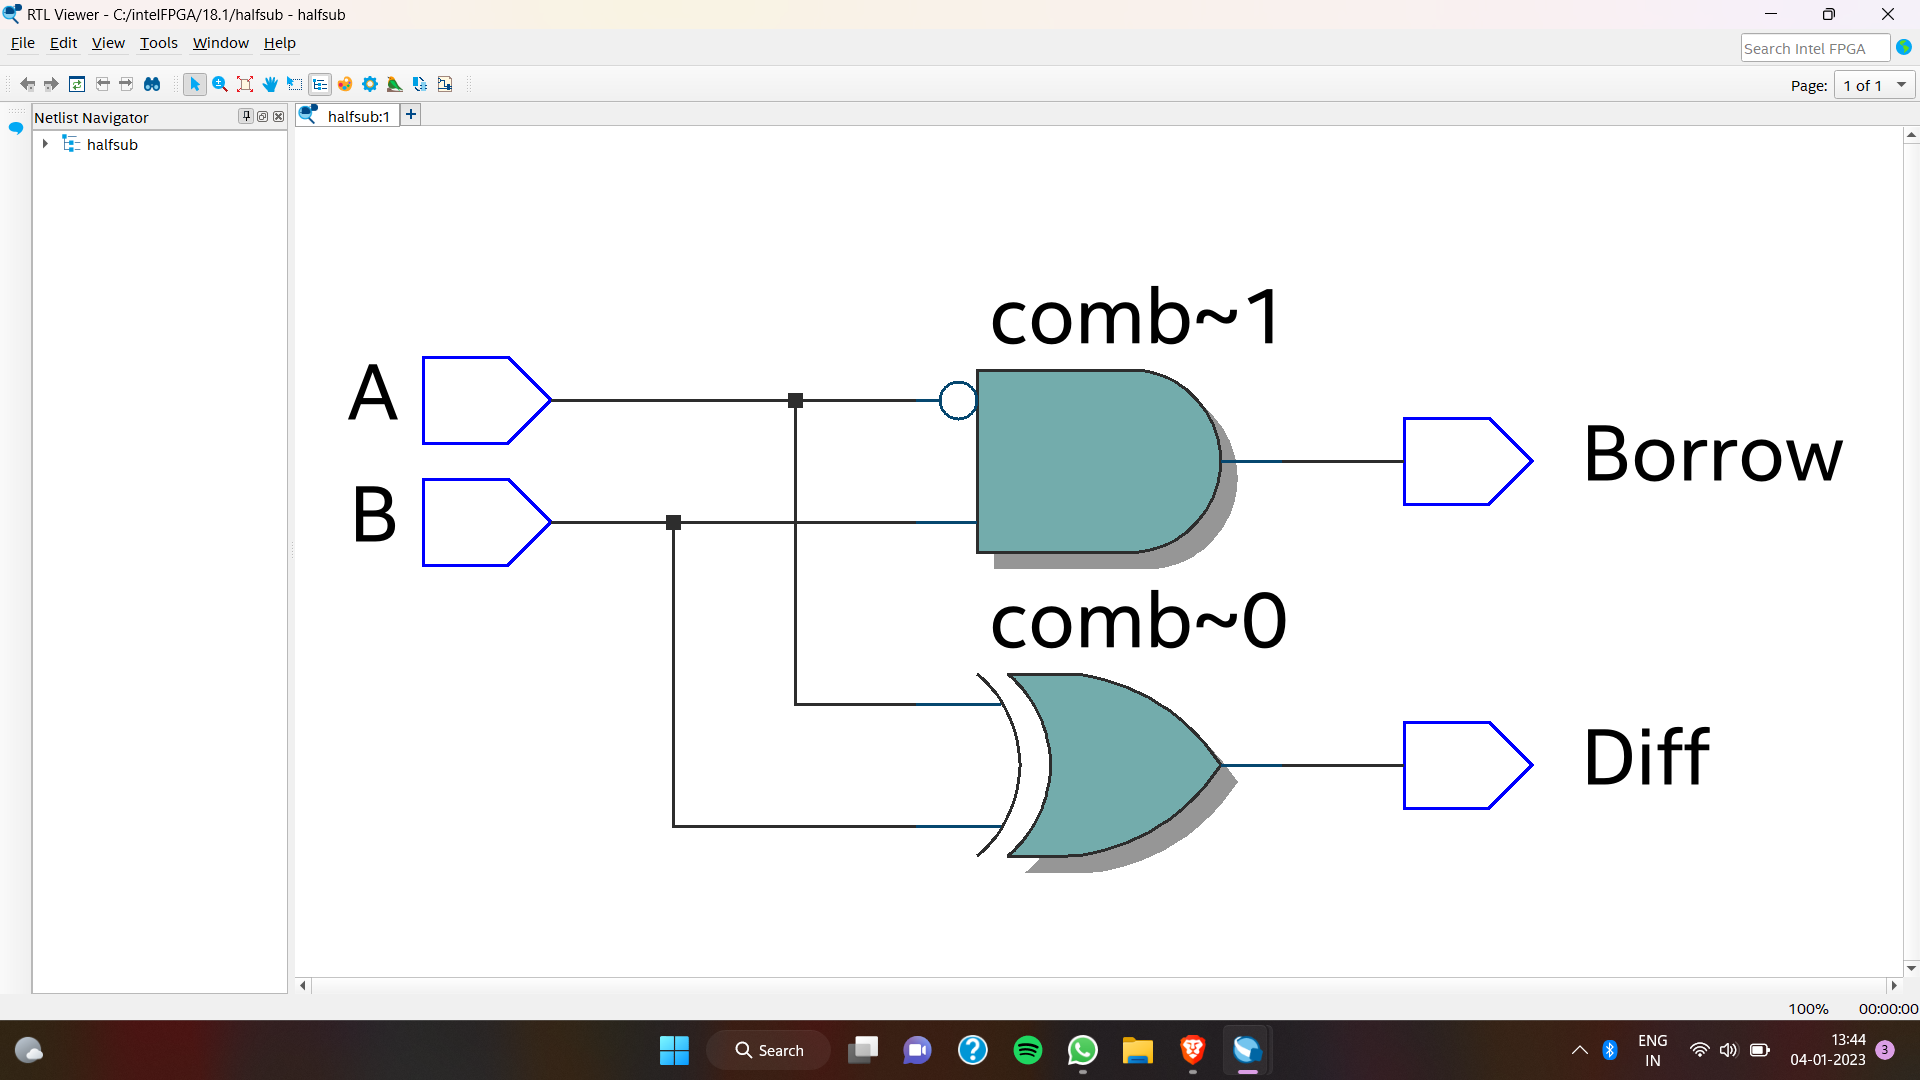 RTL Viewer - C:/intelFPGA/18.1/halfsub - halfsub
File Edit View Tools Window Help
Search Intel FPGA
Page: 1 of 1
Netlist Navigator
halfsub:1 +
halfsub
comb~1
A
Borrow
B
comb~0
Diff
100% 00:00:00
Search
ENG
IN
13:44
04-01-2023
3